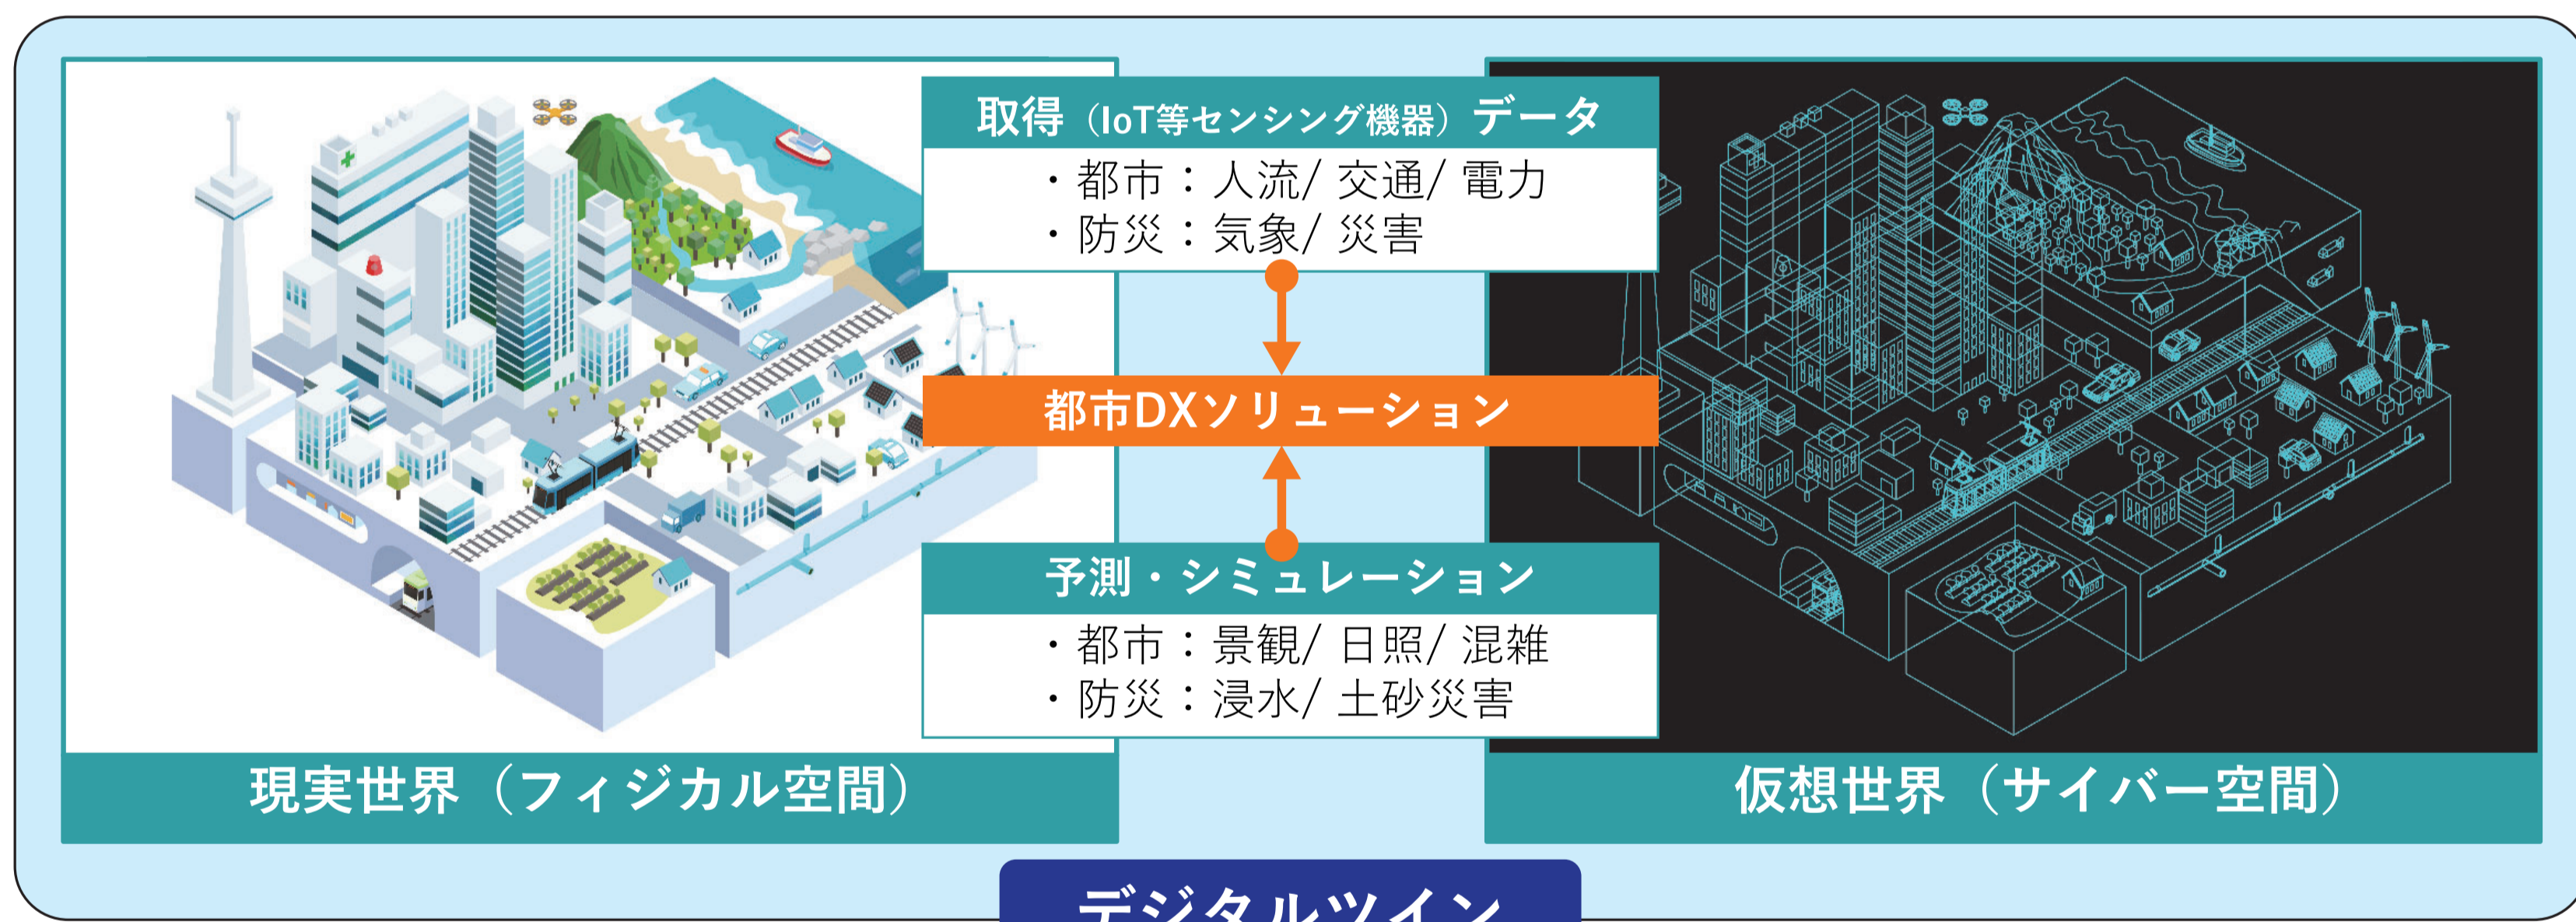 取得（IoT等センシング機器）データ
・都市：人流/ 交通/ 電力
・防災：気象/ 災害
都市DXソリューション
予測・シミュレーション
・都市：景観/ 日照/ 混雑
・防災：浸水/ 土砂災害
現実世界（フィジカル空間）
仮想世界（サイバー空間）
デジタルツイン